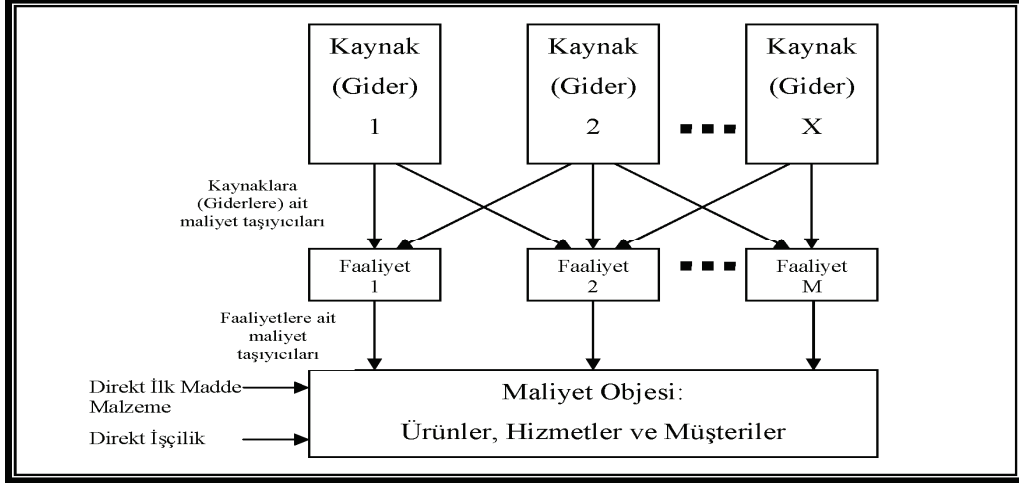 Kaynak
(Gider)
1
Kaynak
(Gider)
2
Kaynak
(Gider)
X
Kaynaklara
(Giderlere) ait
maliyet taşıyıcıları
Faaliyet
1
Faaliyet
2
Faaliyet
M
Faaliyetlere ait
maliyet
taşıyıcıları
Direkt İlk Madde
Malzeme
Direkt İşçilik
Maliyet Objesi:
Ürünler, Hizmetler ve Müşteriler